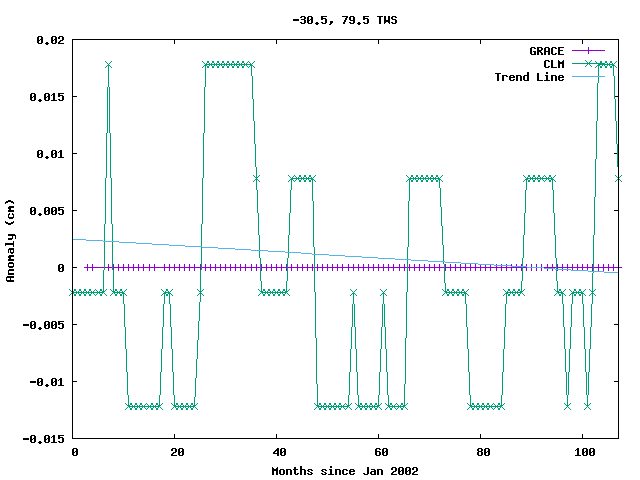 -30.5, 79.5 TWS
GRACE
CLM
Trend Line
0.02
0.015
0.01
0.005
0
-0.005
-0.01
-0.015
Anomaly (cm)
0 20 40 60 80 100
Months since Jan 2002